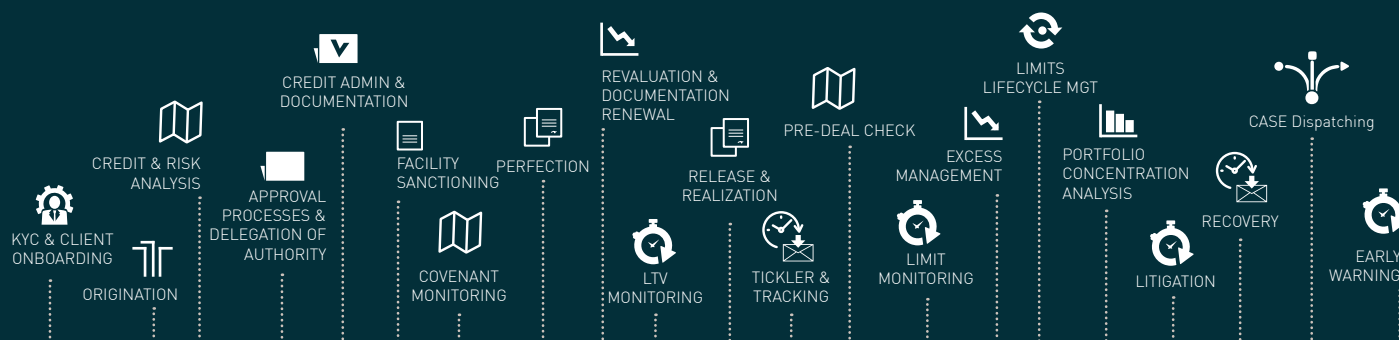 KYC & CLIENT
ONBOARDING
ORIGINATION
CREDIT & RISK
ANALYSIS
APPROVAL
PROCESSES &
DELEGATION OF
AUTHORITY
CREDIT ADMIN &
DOCUMENTATION
FACILITY
SANCTIONING
COVENANT
MONITORING
PERFECTION
REVALUATION &
DOCUMENTATION
RENEWAL
LTV
MONITORING
RELEASE &
REALIZATION
TICKLER &
TRACKING
PRE-DEAL CHECK
LIMIT
MONITORING
EXCESS
MANAGEMENT
LIMITS
LIFECYCLE MGT
PORTFOLIO
CONCENTRATION
ANALYSIS
LITIGATION
RECOVERY
CASE Dispatching
EARLY
WARNING